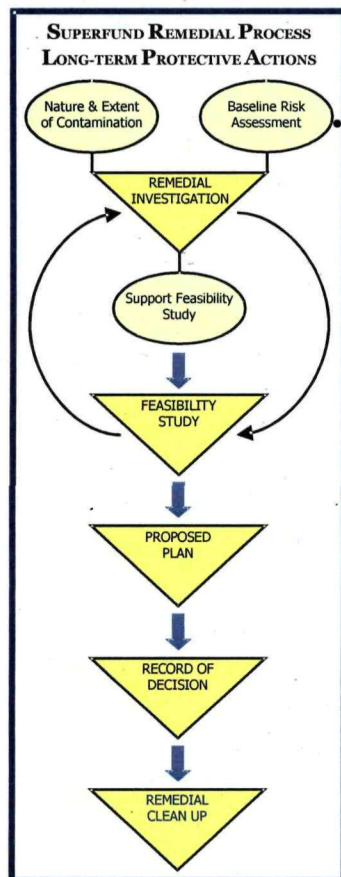 SUPERFUND REMEDIAL PROCESS
LONG-TERM PROTECTIVE ACTIONS
Nature & Extent
of Contamination
Baseline Risk
Assessment
REMEDIAL
INVESTIGATION
Support Feasibility
Study
FEASIBILITY
STUDY
PROPOSED
PLAN
RECORD OF
DECISION
REMEDIAL
CLEAN UP